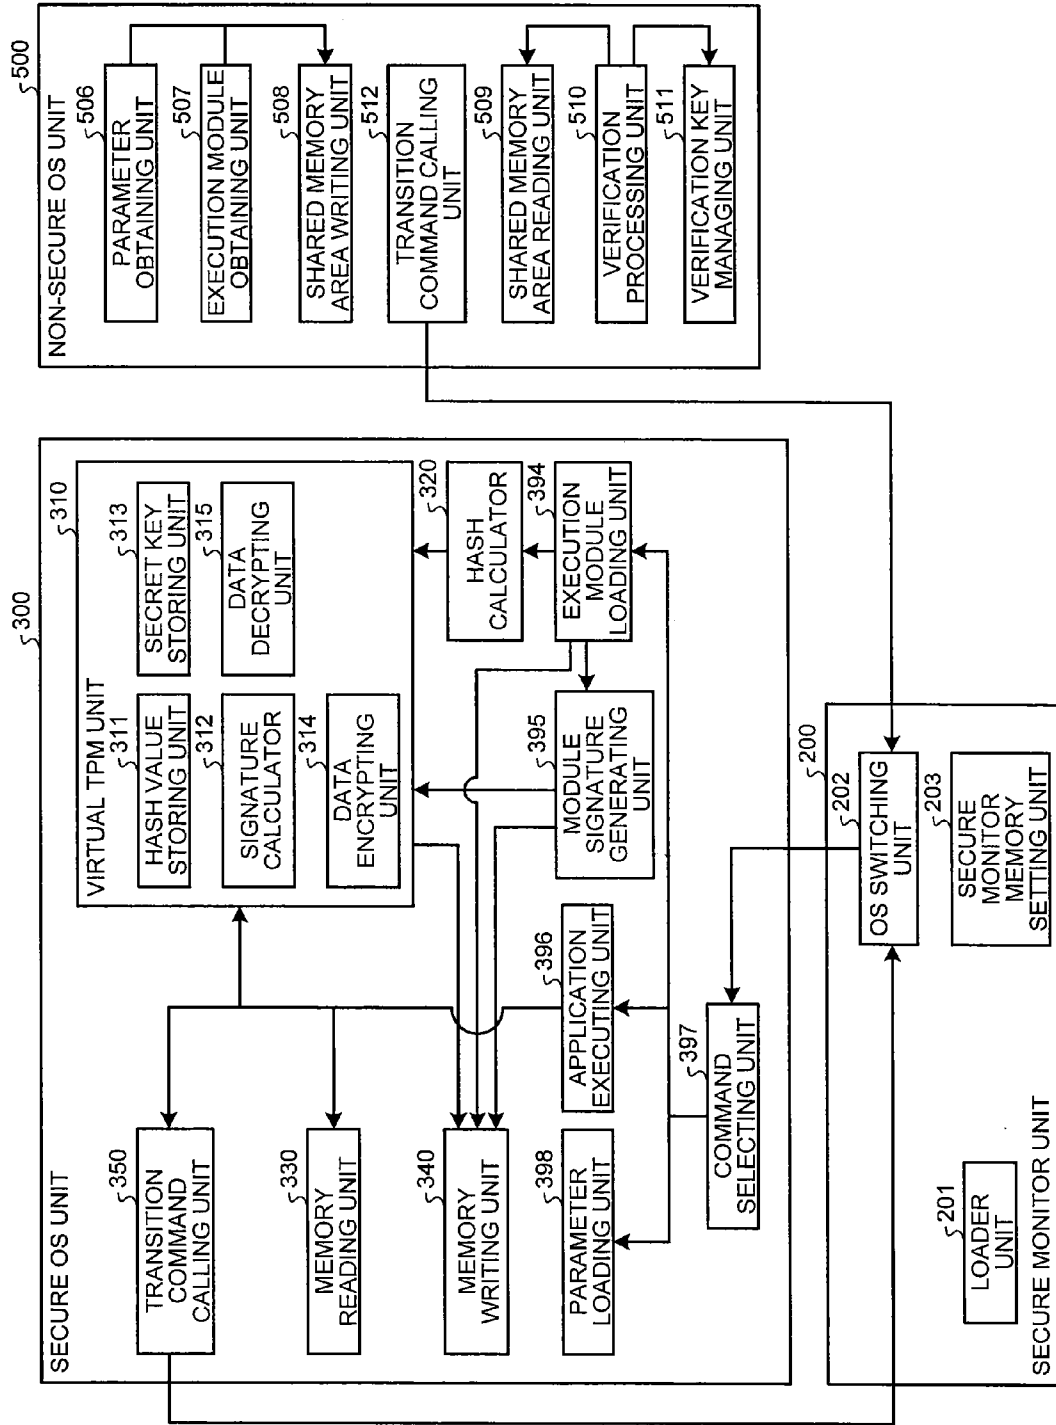 SECURE OS UNIT
300
TRANSITION
COMMAND
CALLING UNIT
350
MEMORY
READING UNIT
330
MEMORY
WRITING UNIT
340
PARAMETER
LOADING UNIT
398
APPLICATION
EXECUTING UNIT
396
COMMAND
SELECTING UNIT
397
VIRTUAL TPM UNIT
310
HASH VALUE
STORING UNIT
311
SECRET KEY
STORING UNIT
313
SIGNATURE
CALCULATOR
312
DATA
DECRYPTING
UNIT
315
DATA
ENCRYPTING
UNIT
314
HASH
CALCULATOR
320
EXECUTION
MODULE
LOADING UNIT
394
MODULE
SIGNATURE
GENERATING
UNIT
395
NON-SECURE OS UNIT
500
PARAMETER
OBTAINING UNIT
506
EXECUTION MODULE
OBTAINING UNIT
507
SHARED MEMORY
AREA WRITING UNIT
508
TRANSITION
COMMAND CALLING
UNIT
512
SHARED MEMORY
AREA READING UNIT
509
VERIFICATION
PROCESSING UNIT
510
VERIFICATION KEY
MANAGING UNIT
511
SECURE MONITOR UNIT
200
LOADER
UNIT
201
OS SWITCHING
UNIT
202
SECURE
MONITOR
MEMORY
SETTING UNIT
203